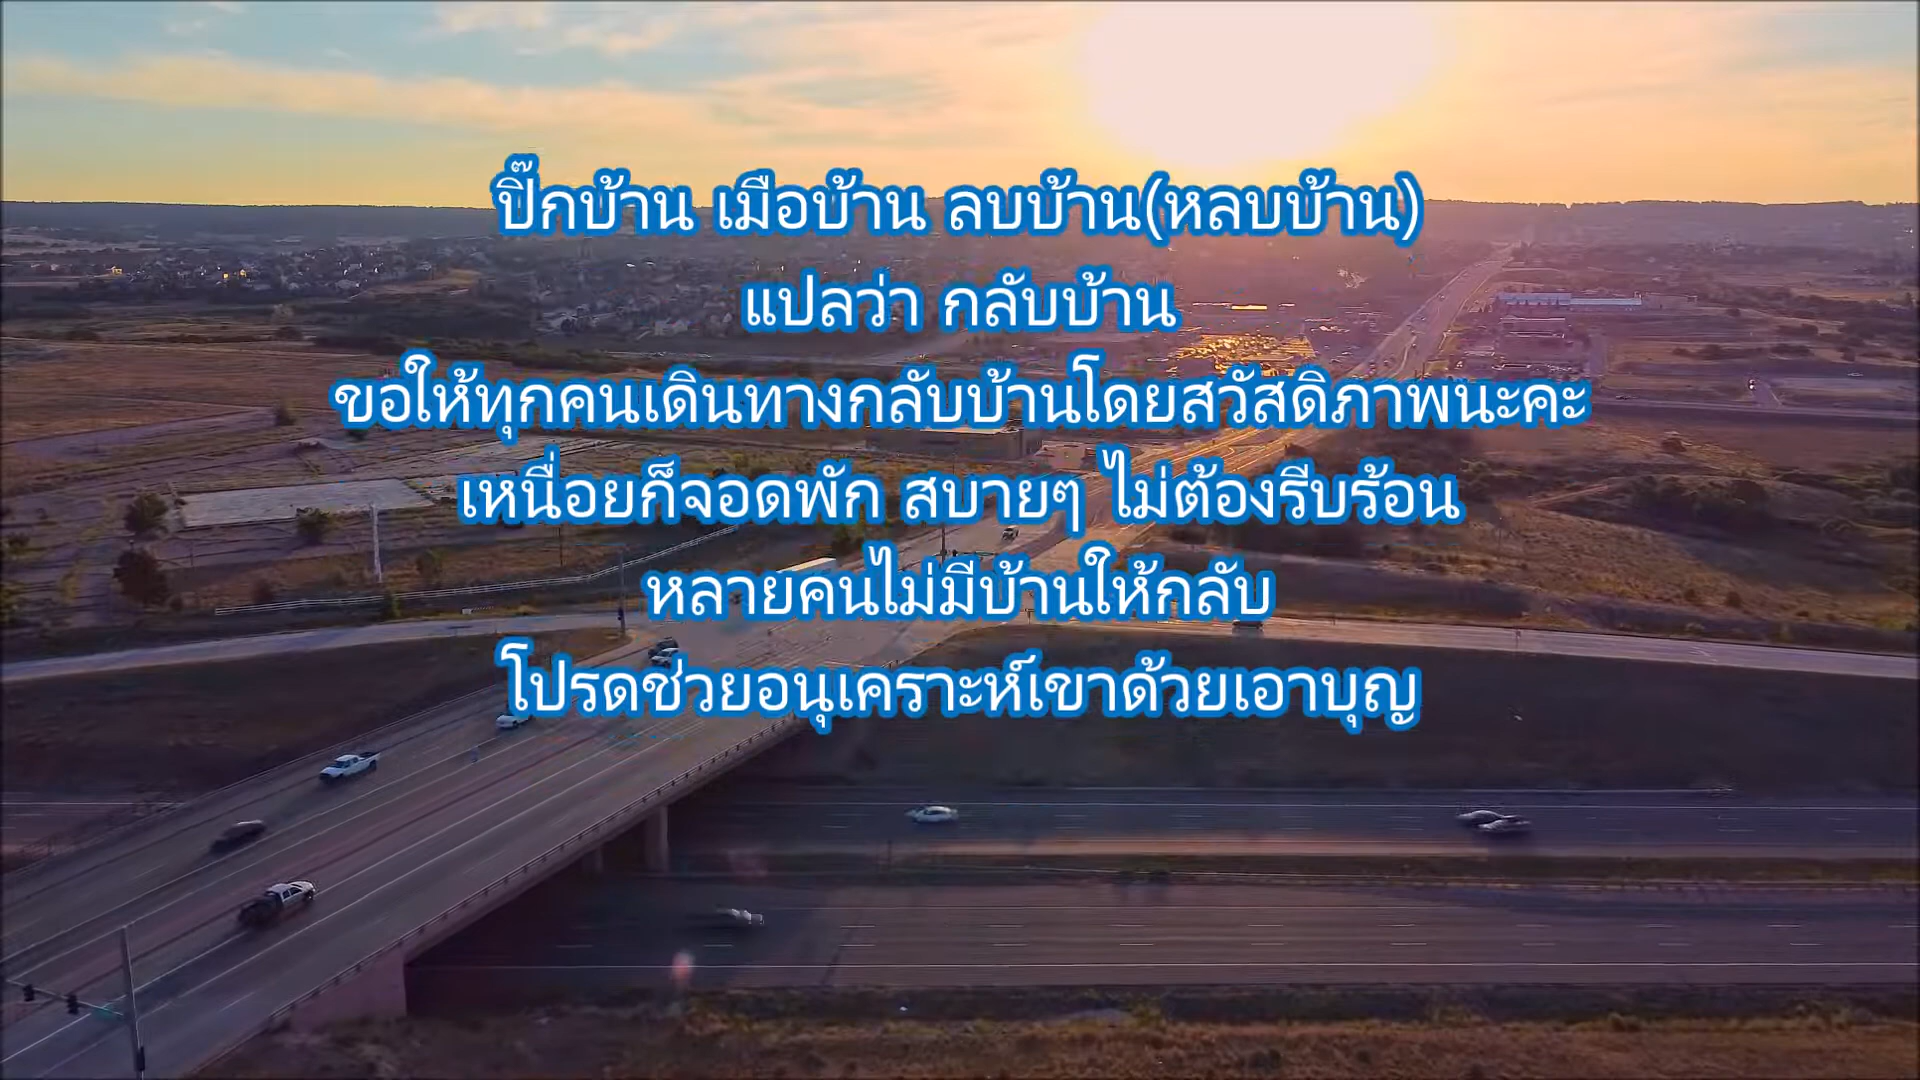 ปิ๊กบ้าน เมือบ้าน ลบบ้าน(หลบบ้าน)
แปลว่า กลับบ้าน
ขอให้ทุกคนเดินทางกลับบ้านโดยสวัสดิภาพนะคะ
เหนื่อยก็จอดพัก สบายๆ ไม่ต้องรีบร้อน
หลายคนไม่มีบ้านให้กลับ
โปรดช่วยอนุเคราะห์เขาด้วยเอาบุญ